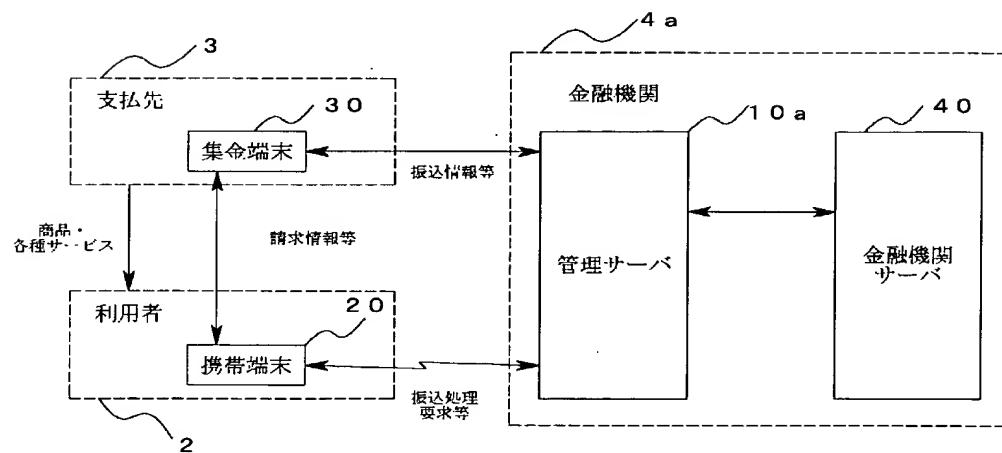 3
4a
支払先
30
金融機関
10a
40
集金端末
振込情報等
商品・
各種サービス
請求情報等
管理サーバ
金融機関
サーバ
利用者
20
携帯端末
振込処理
要求等
2